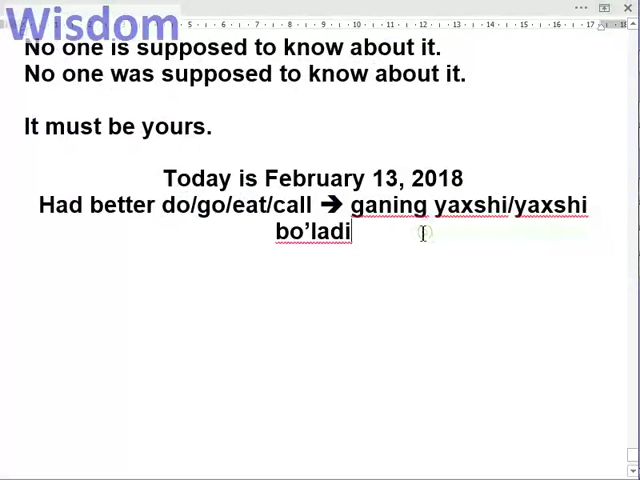 Wisdom
No one is supposed to know about it.
No one was supposed to know about it.
It must be yours.
Today is February 13, 2018
Had better do/go/eat/call ➔ ganing yaxshi/yaxshi
bo’ladi